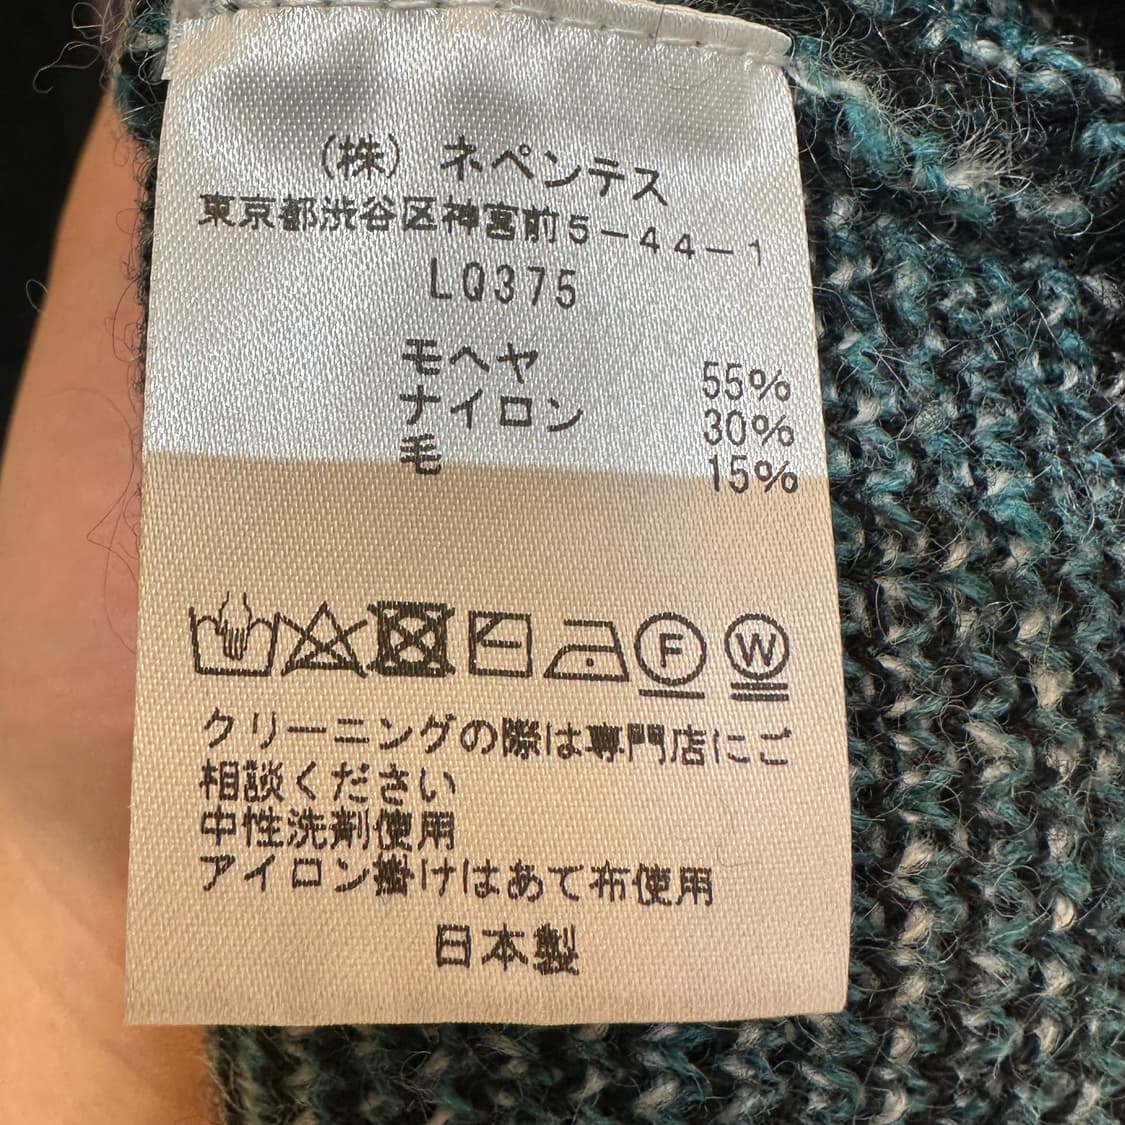 (株) ネペンテス
東京都渋谷区神宮前5-44-1
LQ375
モヘヤ 55%
ナイロン 30%
毛 15%
F W
クリーニングの際は専門店にご
相談ください
中性洗剤使用
アイロン掛けはあて布使用
日本製